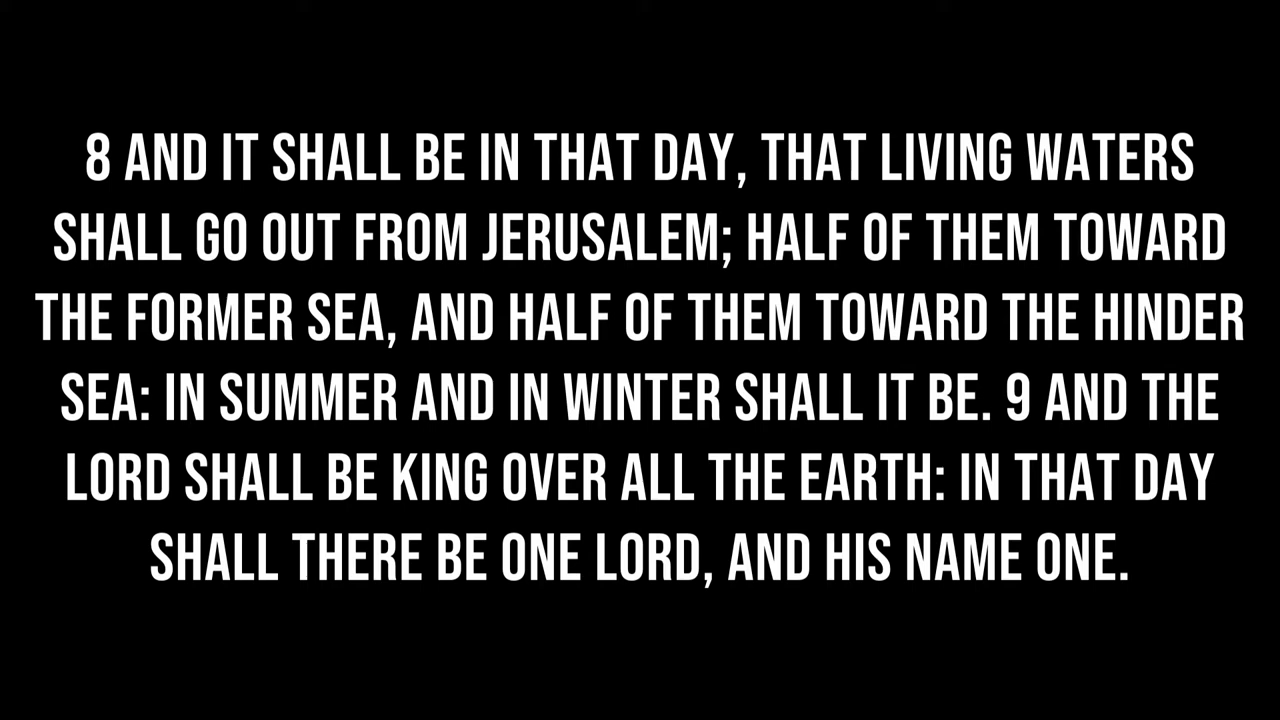 8 AND IT SHALL BE IN THAT DAY, THAT LIVING WATERS
SHALL GO OUT FROM JERUSALEM; HALF OF THEM TOWARD
THE FORMER SEA, AND HALF OF THEM TOWARD THE HINDER
SEA: IN SUMMER AND IN WINTER SHALL IT BE. 9 AND THE
LORD SHALL BE KING OVER ALL THE EARTH: IN THAT DAY
SHALL THERE BE ONE LORD, AND HIS NAME ONE.